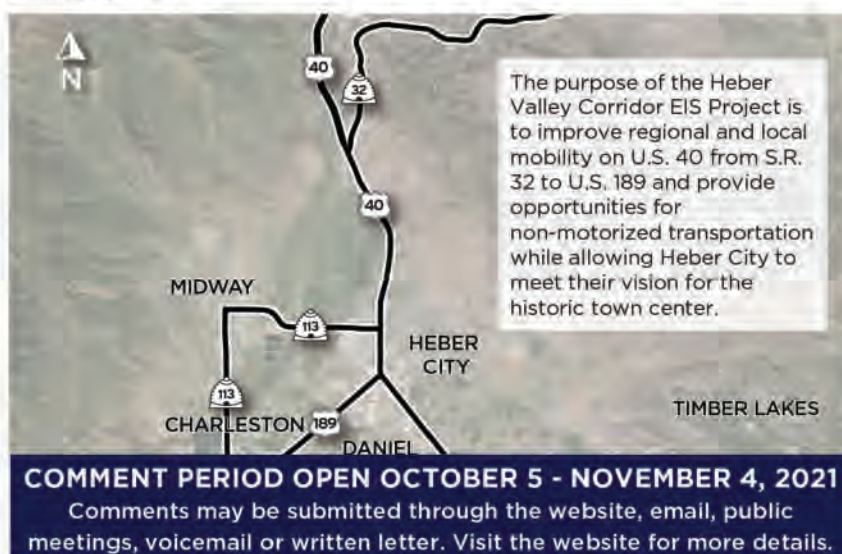 40
32
N
The purpose of the Heber
Valley Corridor EIS Project is
to improve regional and local
mobility on U.S. 40 from S.R.
32 to U.S. 189 and provide
opportunities for
non-motorized transportation
while allowing Heber City to
meet their vision for the
historic town center.
40
MIDWAY
113
HEBER
CITY
113
CHARLESTON
189
DANIEL
TIMBER LAKES
COMMENT PERIOD OPEN OCTOBER 5 - NOVEMBER 4, 2021
Comments may be submitted through the website, email, public
meetings, voicemail or written letter. Visit the website for more details.